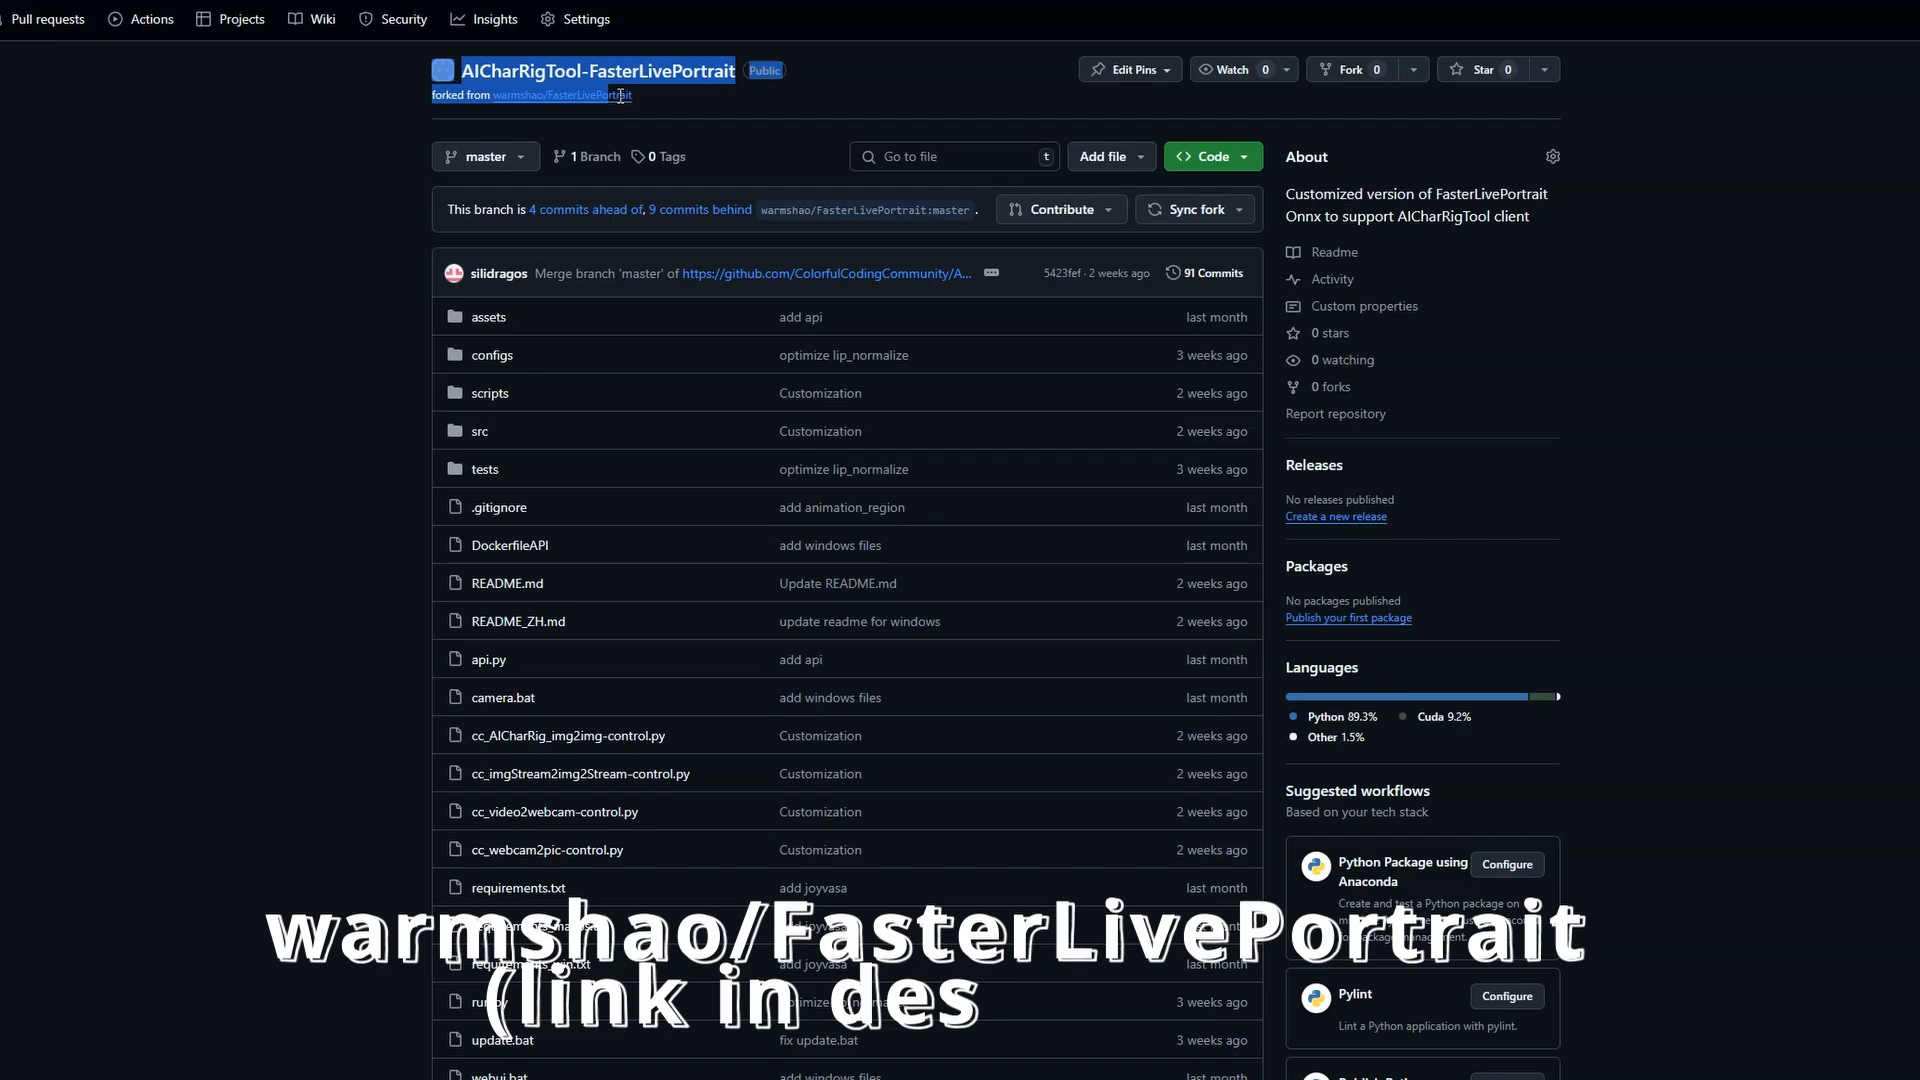 Pull requests
Actions
Projects
Wiki
Security
Insights
Settings
AICharRigTool-FasterLivePortrait Public
forked from warmshao/FasterLivePortrait
Edit Pins
Watch 0
Fork 0
Star 0
master
1 Branch
0 Tags
Go to file t
Add file
<> Code
This branch is 4 commits ahead of, 9 commits behind warmshao/FasterLivePortrait:master .
Contribute
Sync fork
silidragos Merge branch 'master' of https://github.com/ColorfulCodingCommunity/A... 5423fef · 2 weeks ago 91 Commits
assets add api last month
configs optimize lip_normalize 3 weeks ago
scripts Customization 2 weeks ago
src Customization 2 weeks ago
tests optimize lip_normalize 3 weeks ago
.gitignore add animation_region last month
DockerfileAPI add windows files last month
README.md Update README.md 2 weeks ago
README_ZH.md update readme for windows 2 weeks ago
api.py add api last month
camera.bat add windows files last month
cc_AICharRig_img2img-control.py Customization 2 weeks ago
cc_imgStream2img2Stream-control.py Customization 2 weeks ago
cc_video2webcam-control.py Customization 2 weeks ago
cc_webcam2pic-control.py Customization 2 weeks ago
requirements.txt add joyvasa last month
add joyvasa last month
3 weeks ago
update.bat fix update.bat 3 weeks ago
webui.bat add windows files last month
About
Customized version of FasterLivePortrait
Onnx to support AICharRigTool client
Readme
Activity
Custom properties
0 stars
0 watching
0 forks
Report repository
Releases
No releases published
Create a new release
Packages
No packages published
Publish your first package
Languages
Python 89.3% Cuda 9.2%
Other 1.5%
Suggested workflows
Based on your tech stack
Python Package using
Anaconda
Configure
Create and test a Python package on
Pylint
Configure
Lint a Python application with pylint.
warmshao/FasterLivePortrait
(link in des